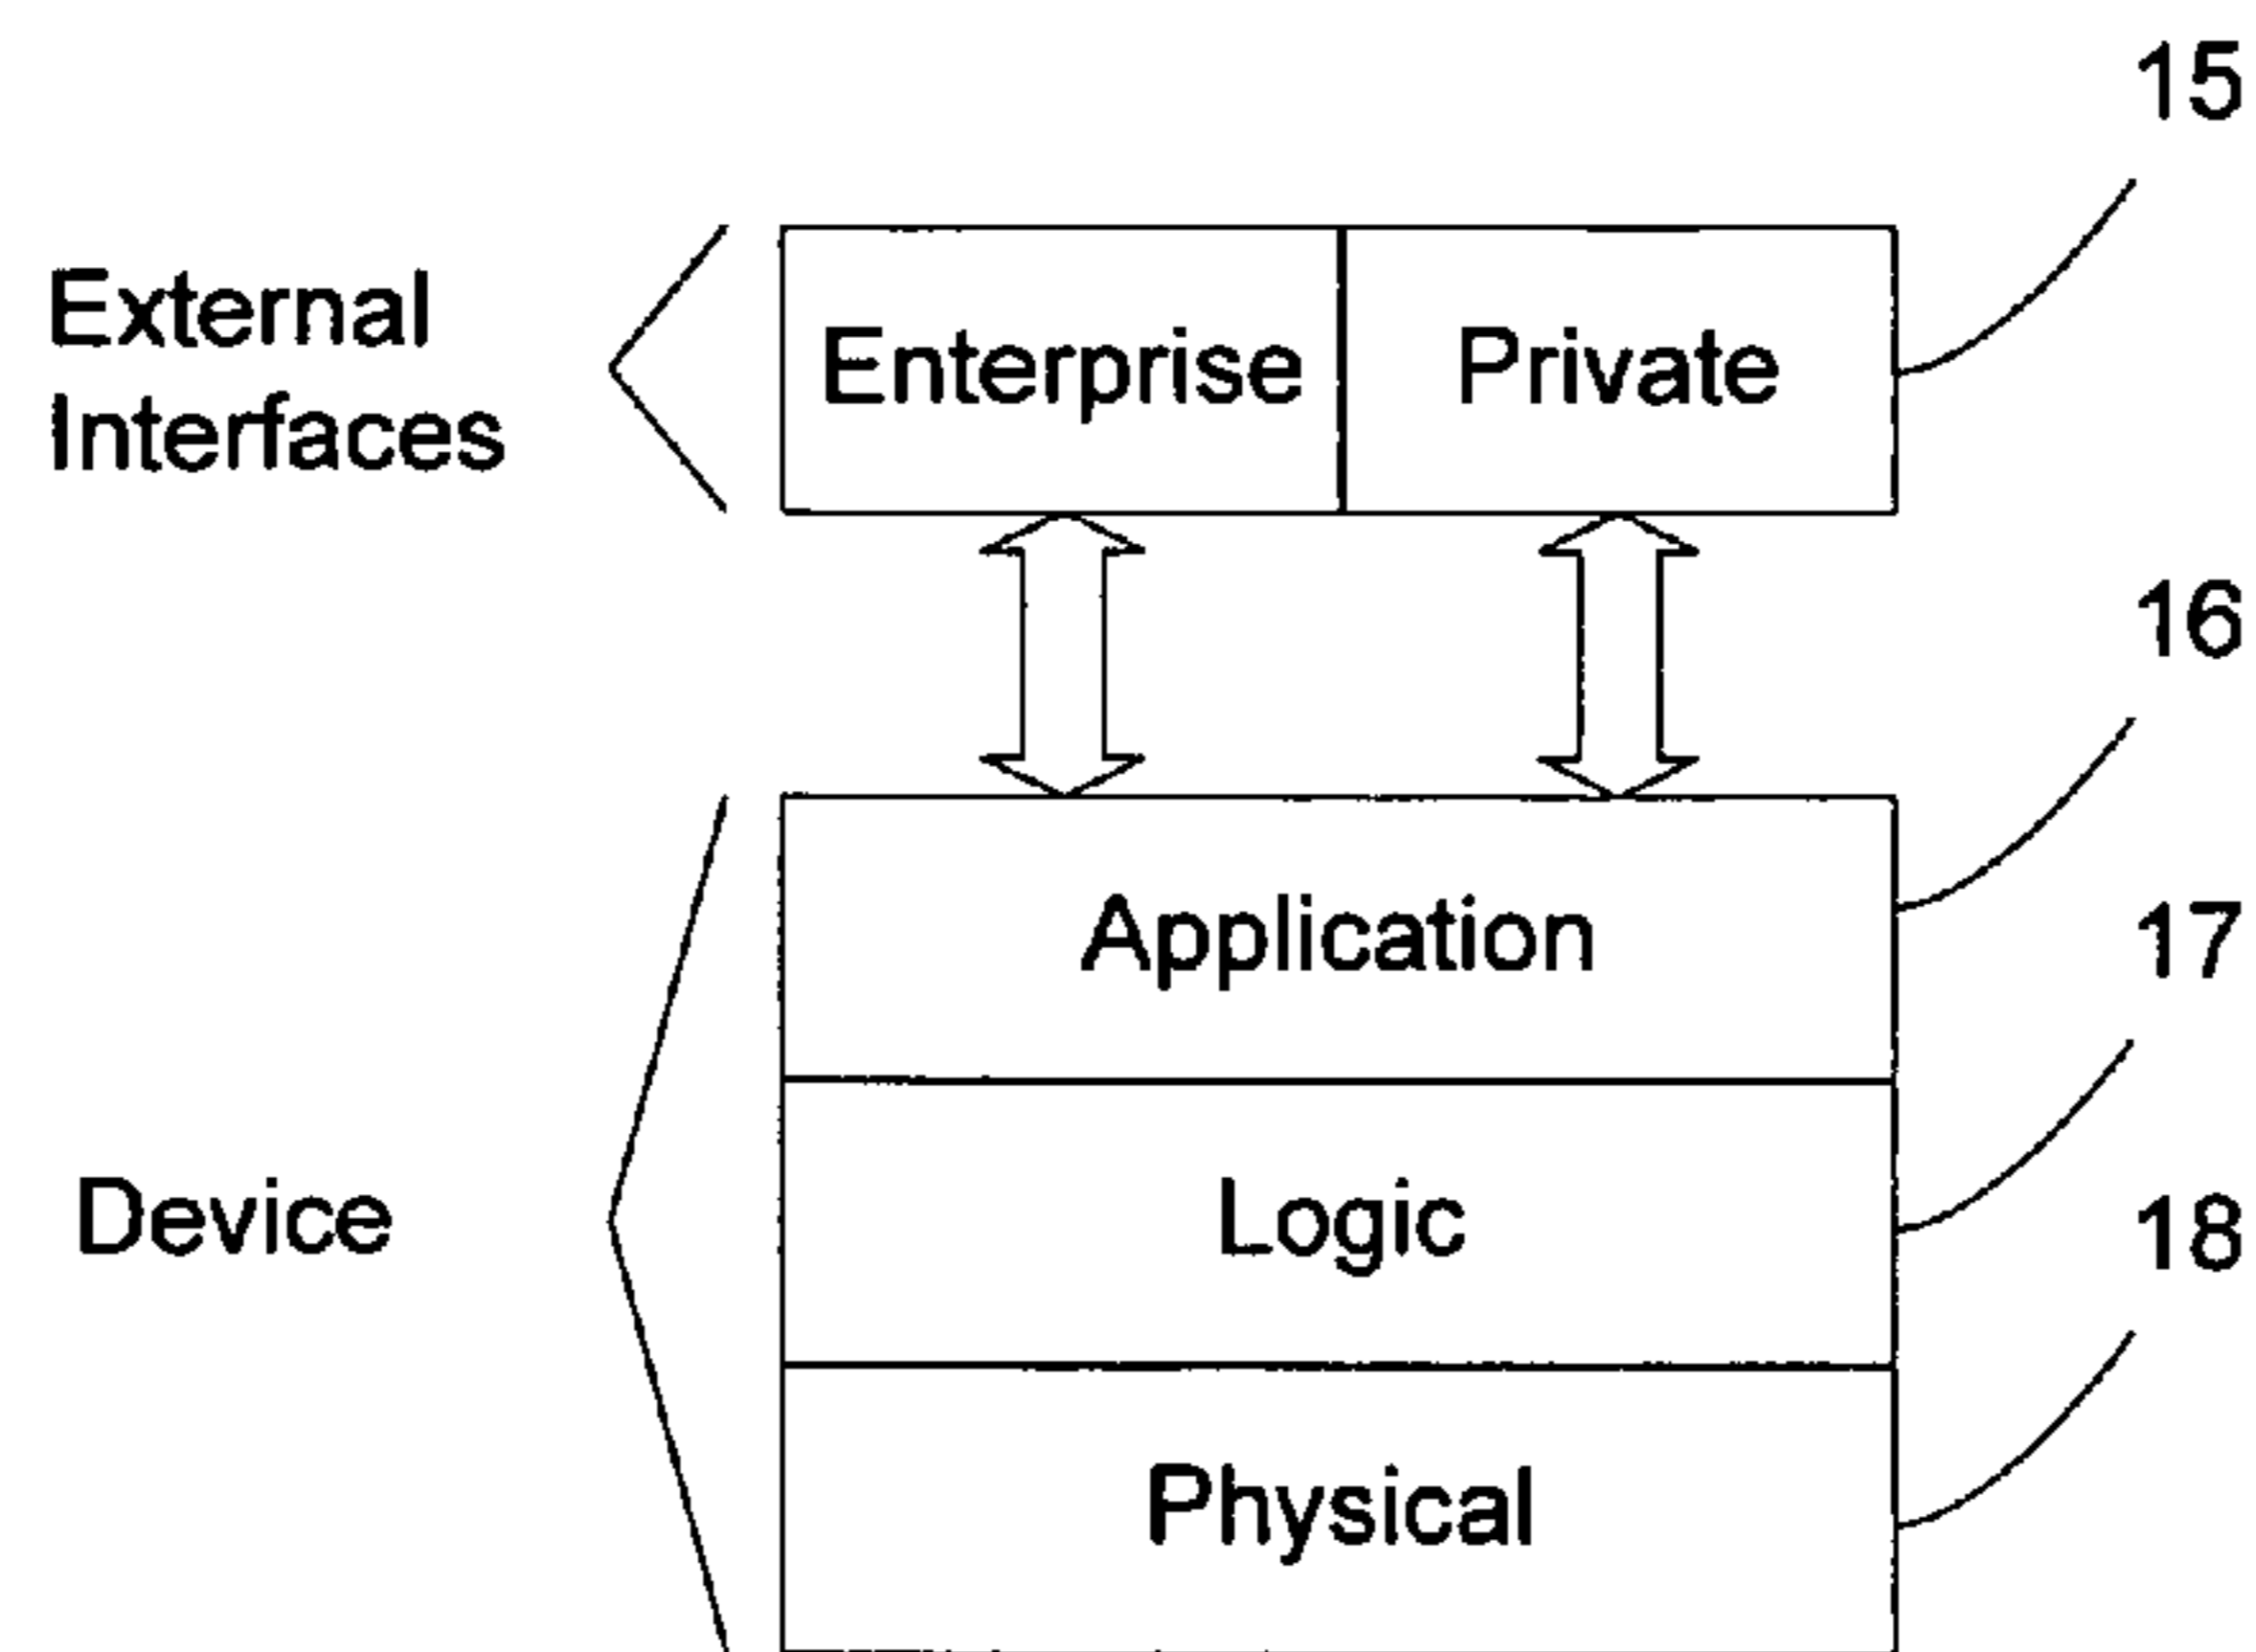 15
External
Interfaces
Enterprise
Private
16
Application
17
Device
Logic
18
Physical